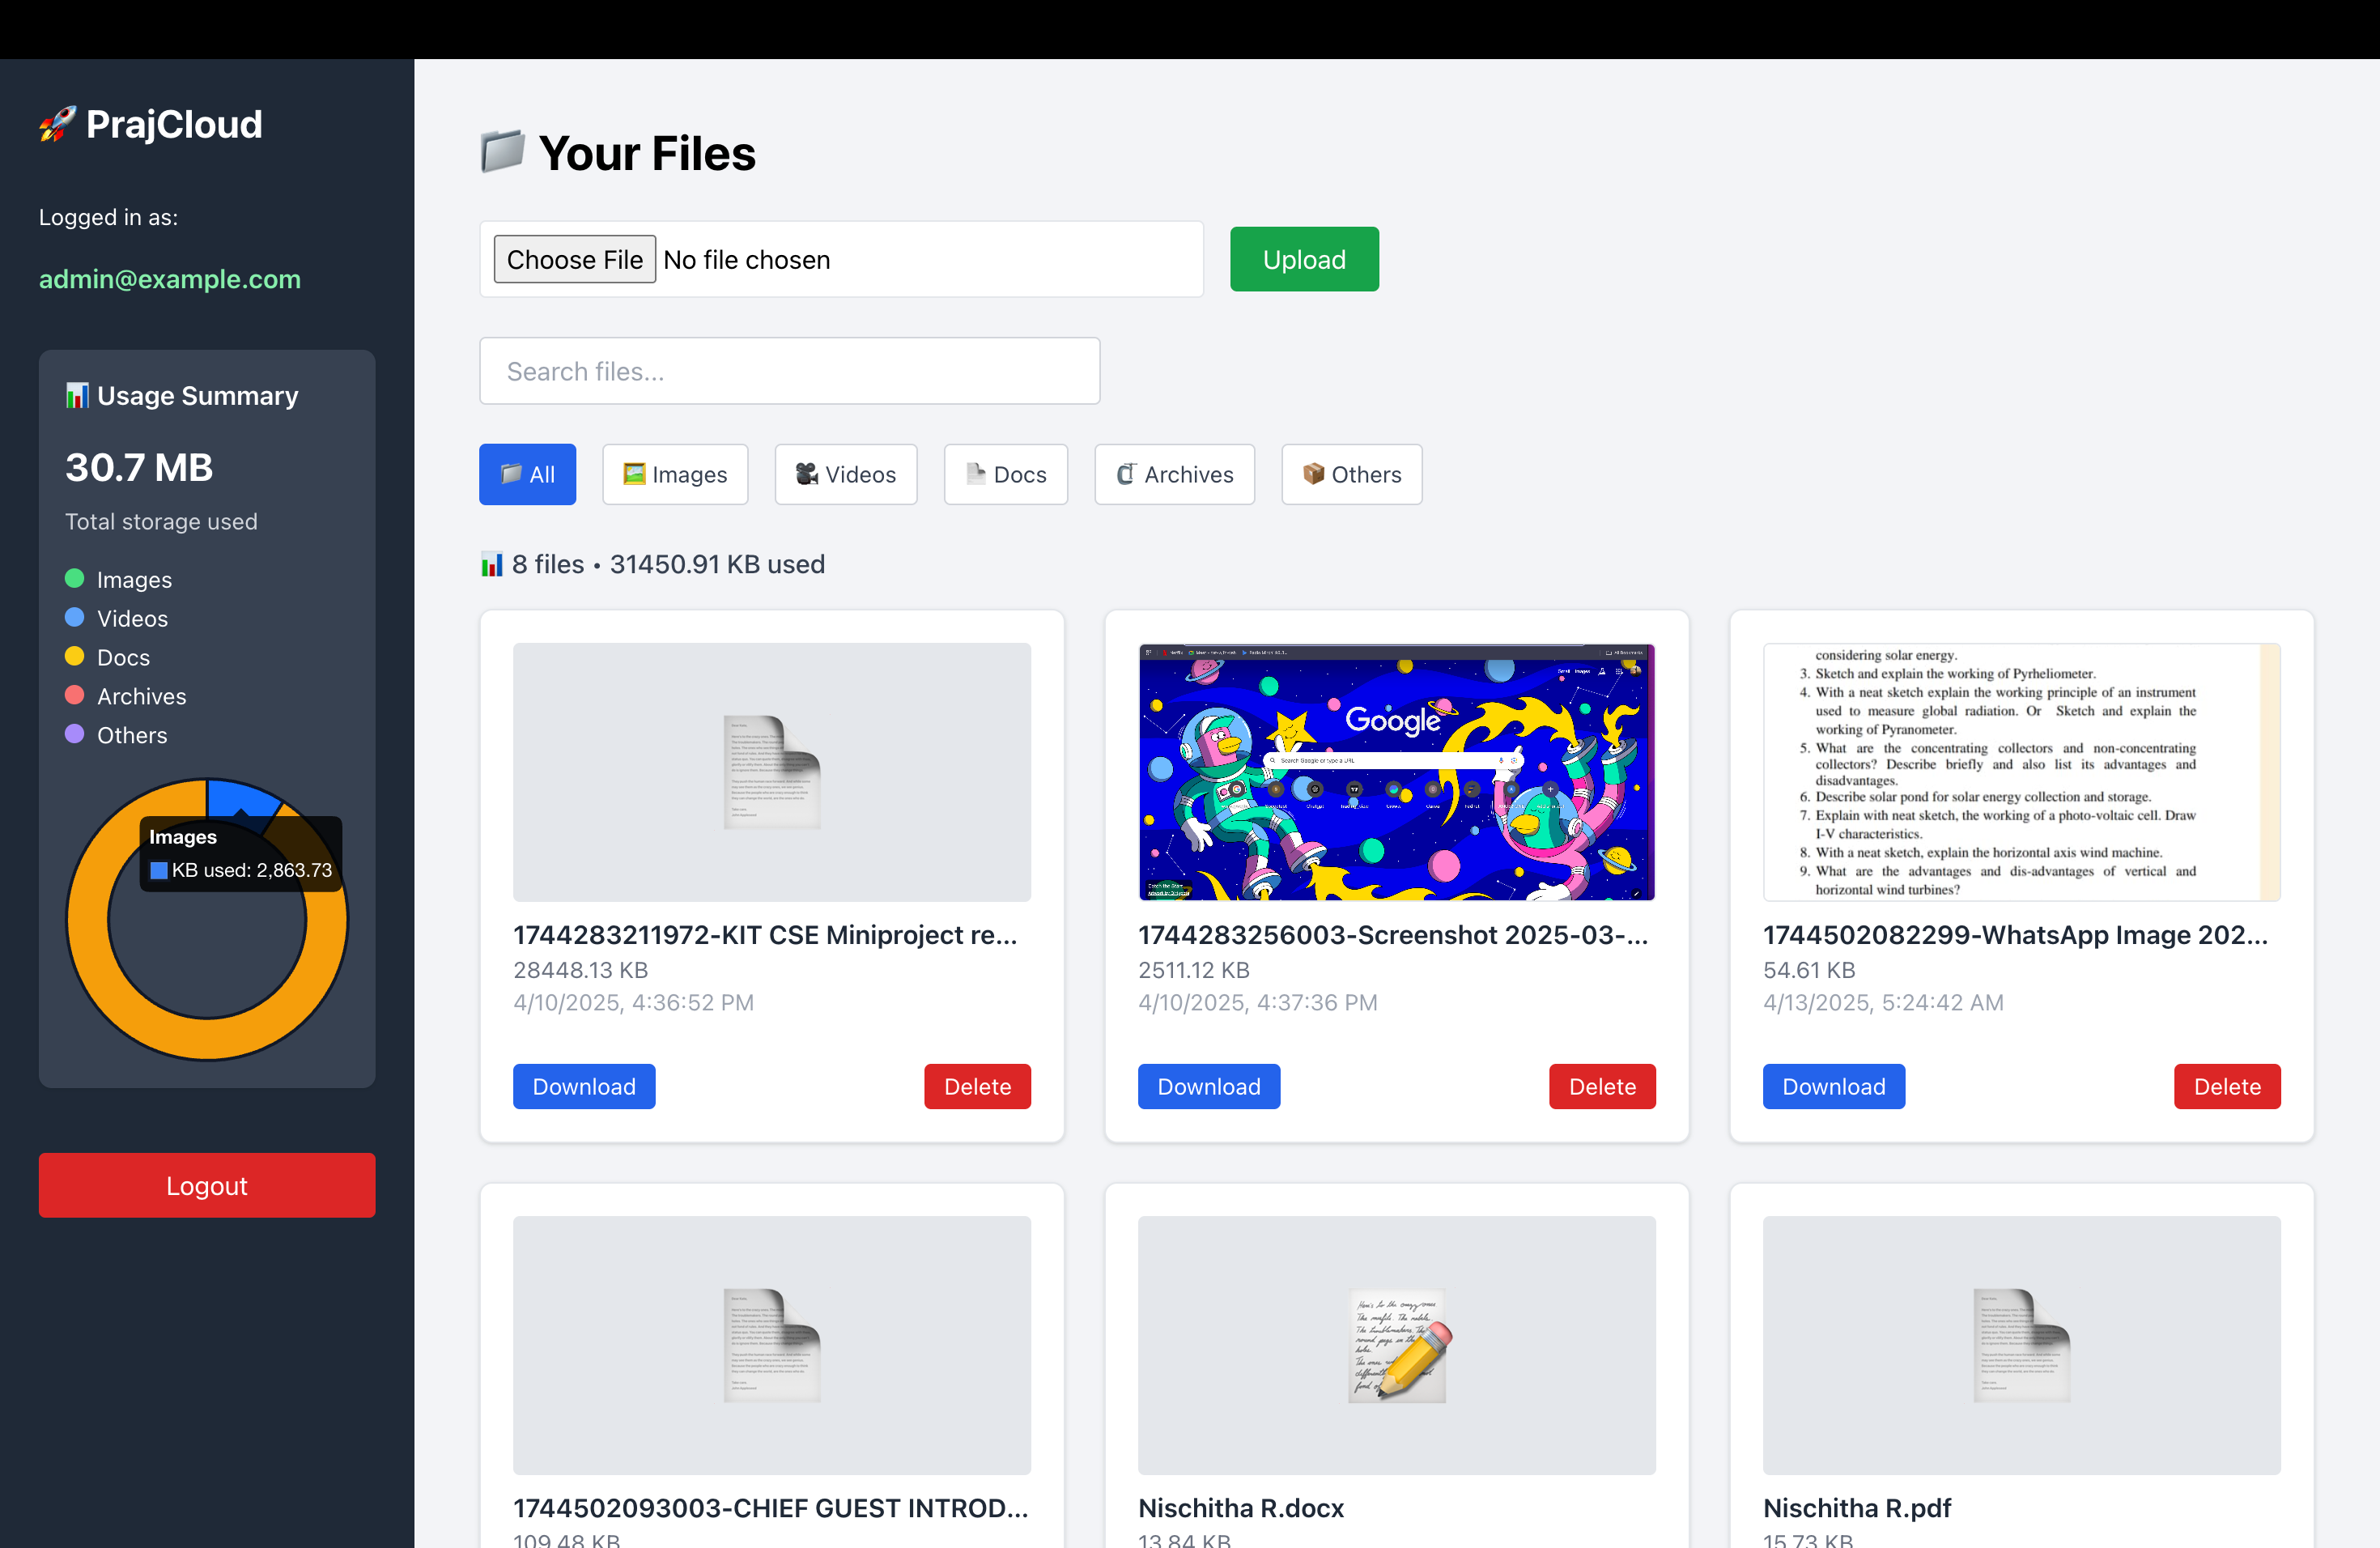 🚀 PrajCloud
Logged in as:
admin@example.com
📊 Usage Summary
30.7 MB
Total storage used
Images
Videos
Docs
Archives
Others
Images
KB used: 2,863.73
Logout
📁 Your Files
Choose File No file chosen
Upload
Search files...
📁 All
🖼️ Images
🎥 Videos
📄 Docs
🗜️ Archives
📦 Others
📊 8 files • 31450.91 KB used
Google
Search Google or type a URL
considering solar energy.
3. Sketch and explain the working of Pyrheliometer.
4. With a neat sketch explain the working principle of an instrument
used to measure global radiation. Or Sketch and explain the
working of Pyranometer.
5. What are the concentrating collectors and non-concentrating
collectors? Describe briefly and also list its advantages and
disadvantages.
6. Describe solar pond for solar energy collection and storage.
7. Explain with neat sketch, the working of a photo-voltaic cell. Draw
I-V characteristics.
8. With a neat sketch, explain the horizontal axis wind machine.
9. What are the advantages and dis-advantages of vertical and
horizontal wind turbines?
1744283211972-KIT CSE Miniproject re...
28448.13 KB
4/10/2025, 4:36:52 PM
Download
Delete
1744283256003-Screenshot 2025-03-...
2511.12 KB
4/10/2025, 4:37:36 PM
Download
Delete
1744502082299-WhatsApp Image 202...
54.61 KB
4/13/2025, 5:24:42 AM
Download
Delete
1744502093003-CHIEF GUEST INTROD...
109.48 KB
Nischitha R.docx
13.84 KB
Nischitha R.pdf
15.73 KB